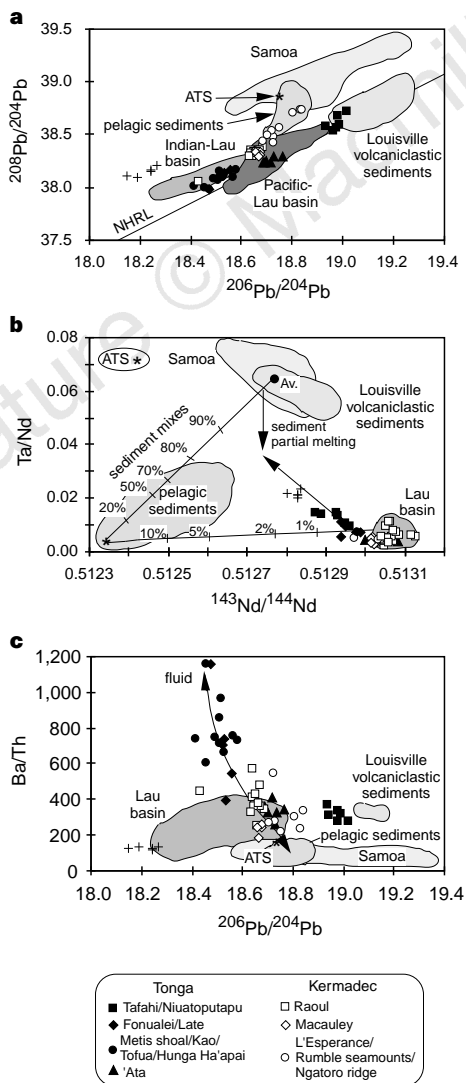 a
39.5
39.0
38.5
38.0
37.5
208Pb/204Pb
Samoa
ATS
pelagic sediments
Indian-Lau
basin
Louisville
volcaniclastic
sediments
Pacific-
Lau basin
NHRL
18.0 18.2 18.4 18.6 18.8 19.0 19.2 19.4
206Pb/204Pb
b
0.08
0.06
0.04
0.02
0.00
Ta/Nd
ATS
Samoa
Av.
Louisville
volcaniclastic
sediments
sediment mixes
90%
80%
70%
50%
20%
sediment
partial melting
pelagic
sediments
Lau
basin
10% 5% 2% 1%
0.5123 0.5125 0.5127 0.5129 0.5131
143Nd/144Nd
c
1,200
1,000
800
600
400
200
0
Ba/Th
fluid
Lau
basin
Louisville
volcaniclastic
sediments
pelagic sediments
ATS
Samoa
18.0 18.2 18.4 18.6 18.8 19.0 19.2 19.4
206Pb/204Pb
Tonga
Tafahi/Niuatoputapu
Fonualei/Late
Metis shoal/Kao/
Tofua/Hunga Ha'apai
'Ata
Kermadec
Raoul
Macauley
L'Esperance/
Rumble seamounts/
Ngatoro ridge
ature © Macmil